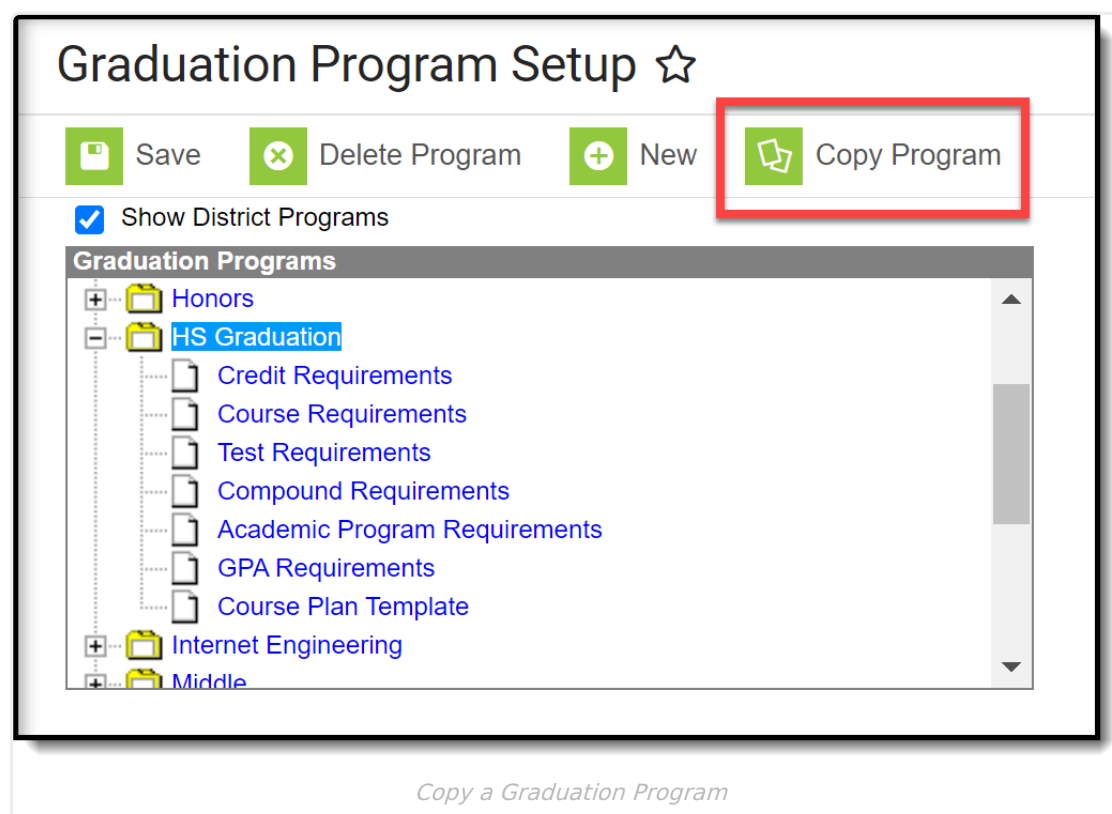 Graduation Program Setup
Save Delete Program New Copy Program
Show District Programs
Graduation Programs
Honors
HS Graduation
Credit Requirements
Course Requirements
Test Requirements
Compound Requirements
Academic Program Requirements
GPA Requirements
Course Plan Template
Internet Engineering
Middle
Copy a Graduation Program